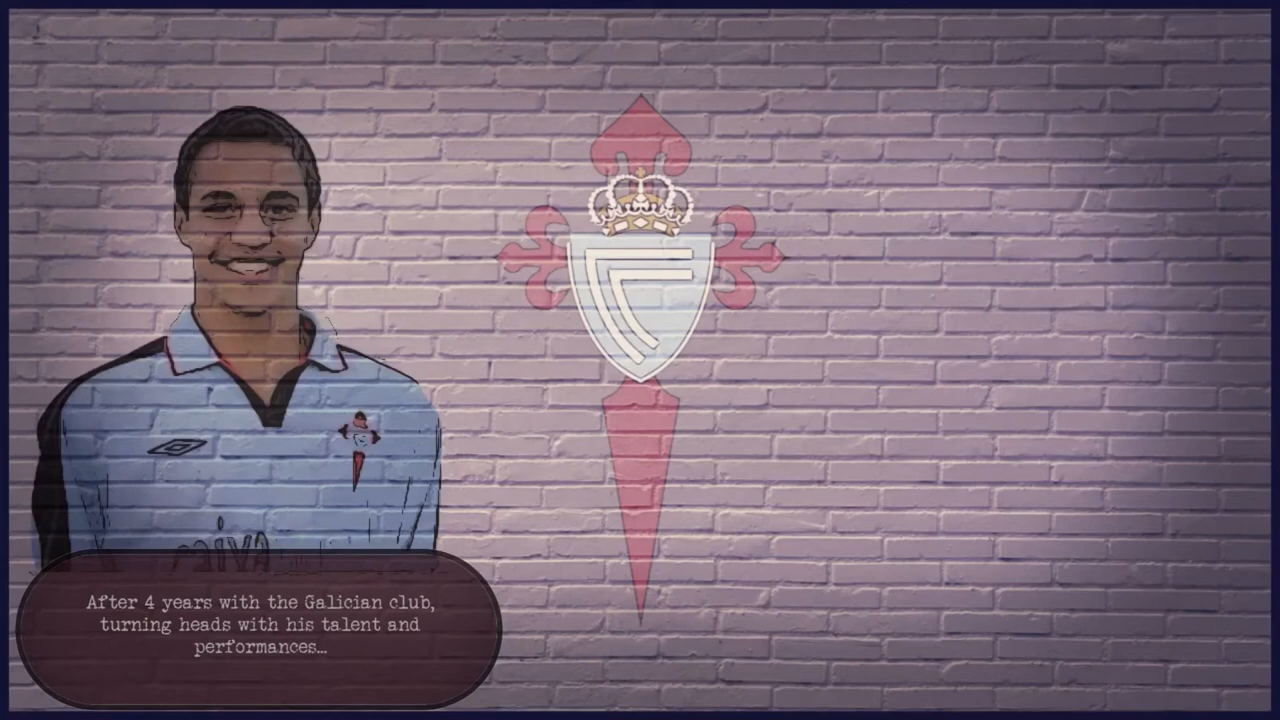 After 4 years with the Galician club,
turning heads with his talent and
performances...